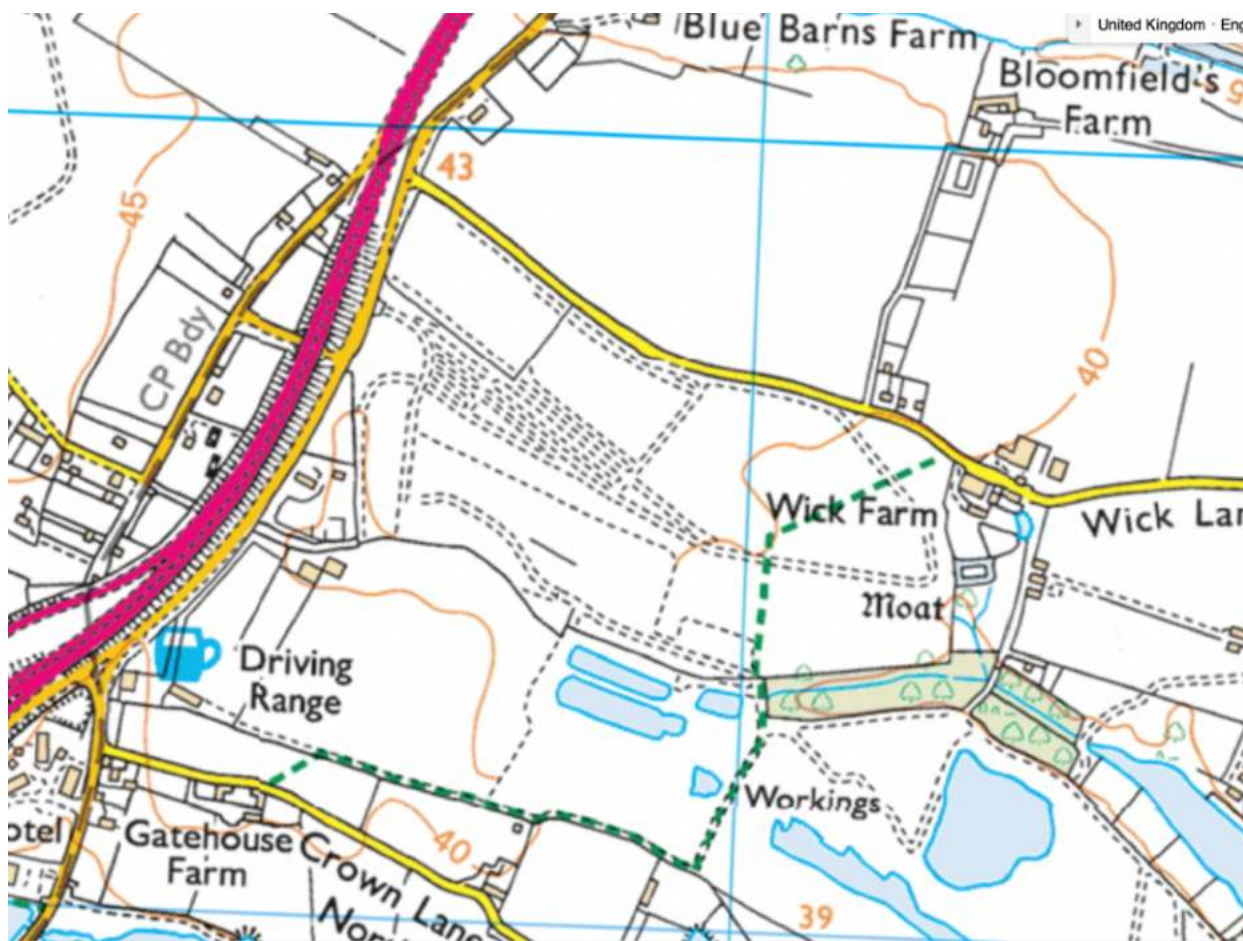 Blue Barns Farm
United Kingdom · Eng
Bloomfield's
Farm
43
45
CP Bdy
40
Wick Farm
Wick Lan
Moat
Driving
Range
Workings
otel
Gatehouse
Farm
Crown Lane
40
39